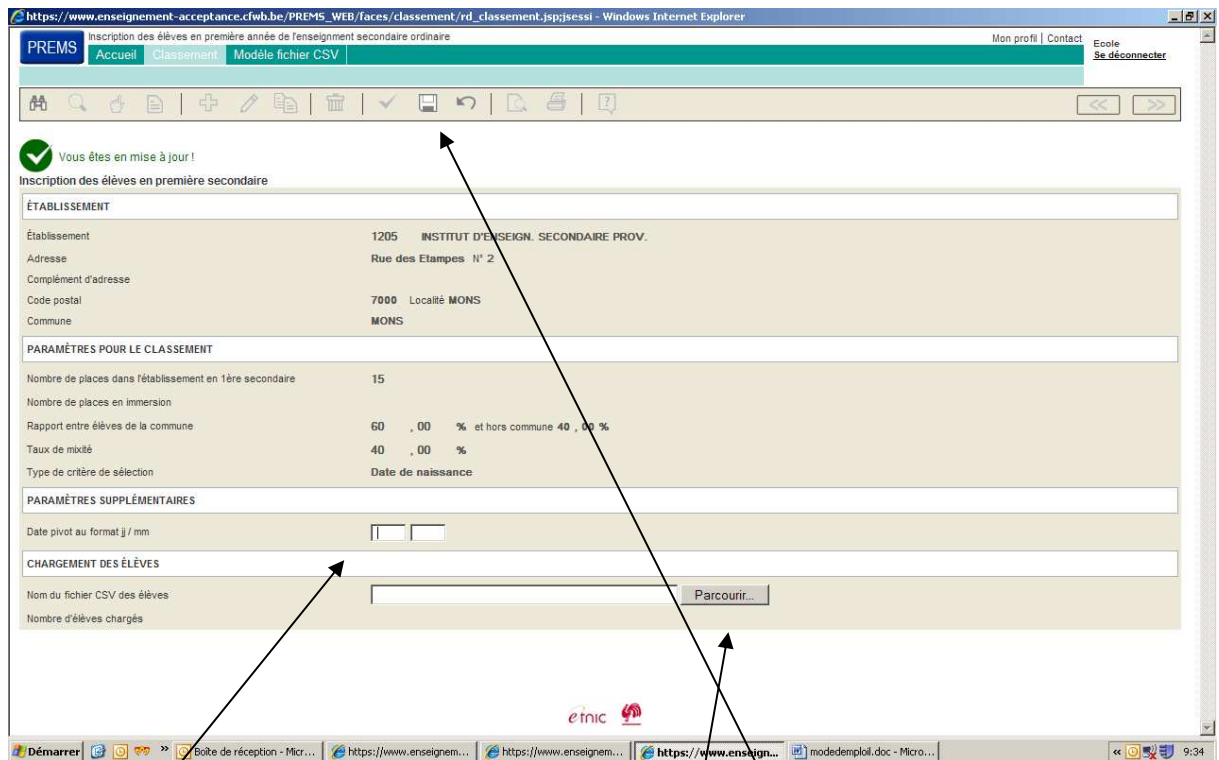 https://www.enseignement-acceptance.cfwb.be/PREMS_WEB/faces/classement/rd_classement.jsp;jsessi - Windows Internet Explorer
PREMS
Inscription des élèves en première année de l'enseignment secondaire ordinaire
Mon profil | Contact
Ecole
Accueil Classement Modèle fichier CSV
Se déconnecter
<< >>
Vous êtes en mise à jour !
Inscription des élèves en première secondaire
ÉTABLISSEMENT
Établissement 1205 INSTITUT D'ENSEIGN. SECONDAIRE PROV.
Adresse Rue des Etampes N° 2
Complément d'adresse
Code postal 7000 Localité MONS
Commune MONS
PARAMÈTRES POUR LE CLASSEMENT
Nombre de places dans l'établissement en 1ère secondaire 15
Nombre de places en immersion
Rapport entre élèves de la commune 60 , 00 % et hors commune 40 , 00 %
Taux de mixité 40 , 00 %
Type de critère de sélection Date de naissance
PARAMÈTRES SUPPLÉMENTAIRES
Date pivot au format jj / mm
CHARGEMENT DES ÉLÈVES
Nom du fichier CSV des élèves Parcourir...
Nombre d'élèves chargés
etnic
Démarrer » Boîte de réception - Micr... https://www.enseignem... https://www.enseignem... https://www.enseign... modedemploil.doc - Micro... « 9:34